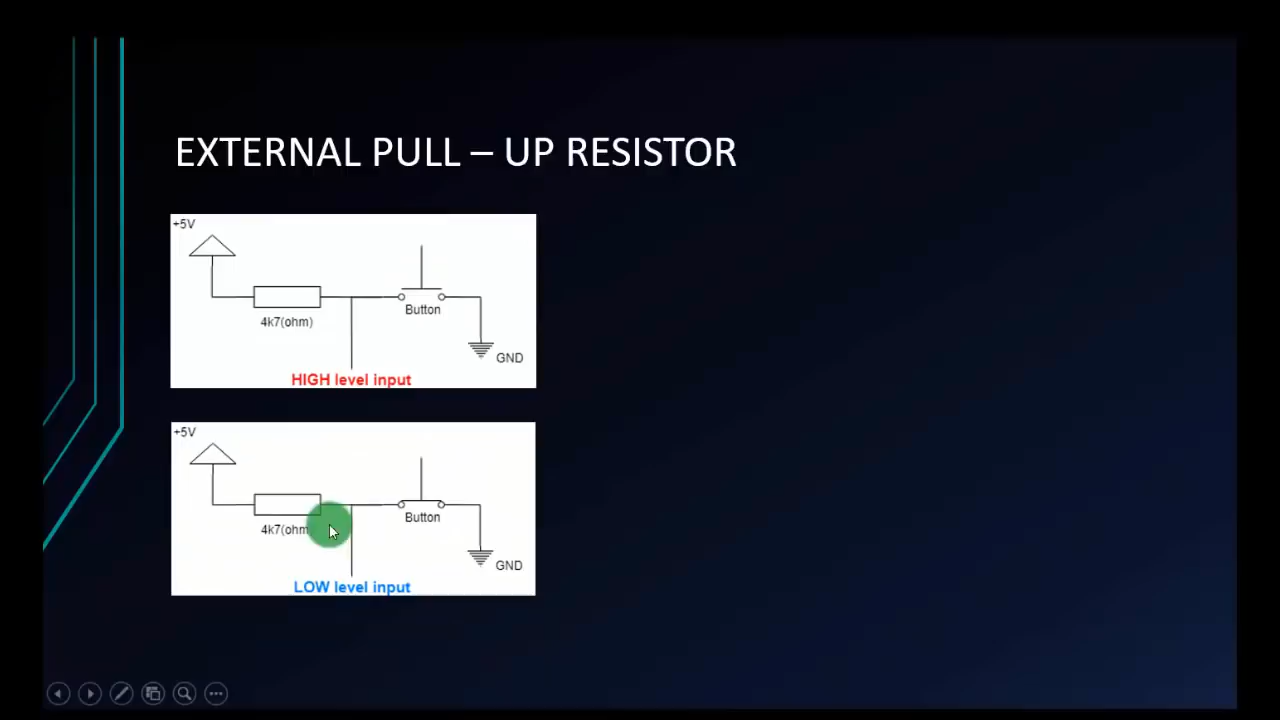 EXTERNAL PULL – UP RESISTOR
+5V
4k7(ohm)
Button
GND
HIGH level input
+5V
4k7(ohm
Button
GND
LOW level input